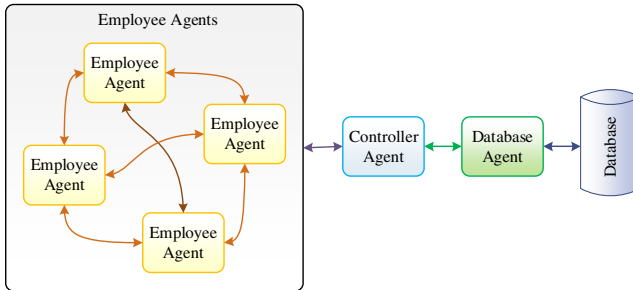 Employee Agents
Employee
Agent
Employee
Agent
Employee
Agent
Employee
Agent
Controller
Agent
Database
Agent
Database